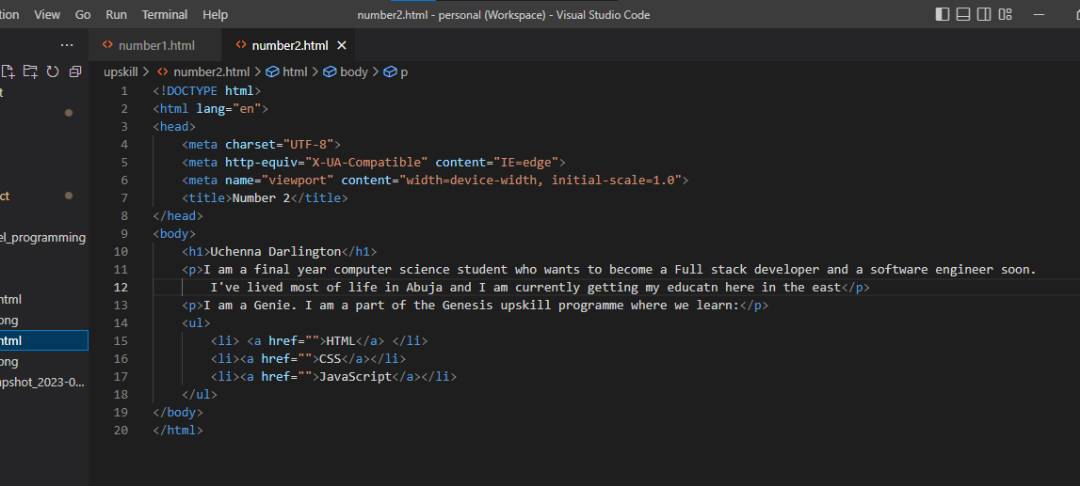 tion View Go Run Terminal Help number2.html - personal (Workspace) - Visual Studio Code
... number1.html number2.html
upskill > number2.html > html > body > p
t
ct
el_programming
html
ong
html
ong
apshot_2023-0...
1 <!DOCTYPE html>
2 <html lang="en">
3 <head>
4 <meta charset="UTF-8">
5 <meta http-equiv="X-UA-Compatible" content="IE=edge">
6 <meta name="viewport" content="width=device-width, initial-scale=1.0">
7 <title>Number 2</title>
8 </head>
9 <body>
10 <h1>Uchenna Darlington</h1>
11 <p>I am a final year computer science student who wants to become a Full stack developer and a software engineer soon.
12 I've lived most of life in Abuja and I am currently getting my educatn here in the east</p>
13 <p>I am a Genie. I am a part of the Genesis upskill programme where we learn:</p>
14 <ul>
15 <li> <a href="">HTML</a> </li>
16 <li><a href="">CSS</a></li>
17 <li><a href="">JavaScript</a></li>
18 </ul>
19 </body>
20 </html>